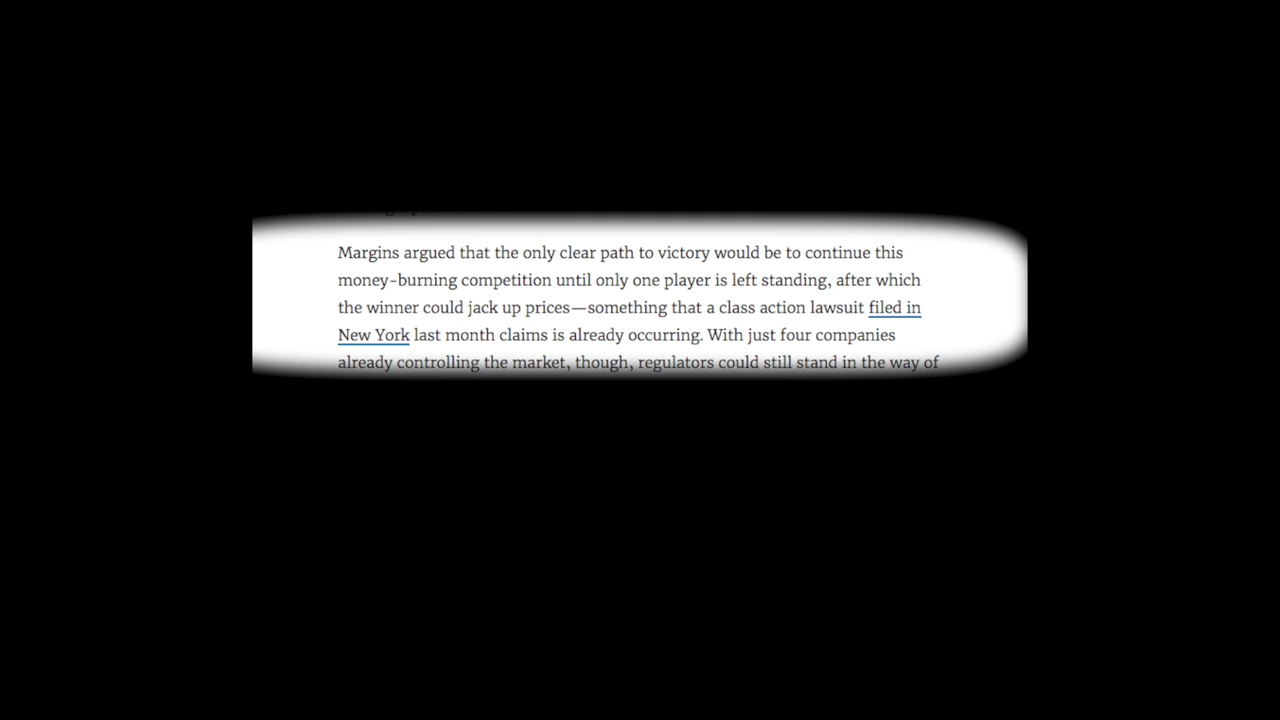 Margins argued that the only clear path to victory would be to continue this
money-burning competition until only one player is left standing, after which
the winner could jack up prices—something that a class action lawsuit filed in
New York last month claims is already occurring. With just four companies
already controlling the market, though, regulators could still stand in the way of